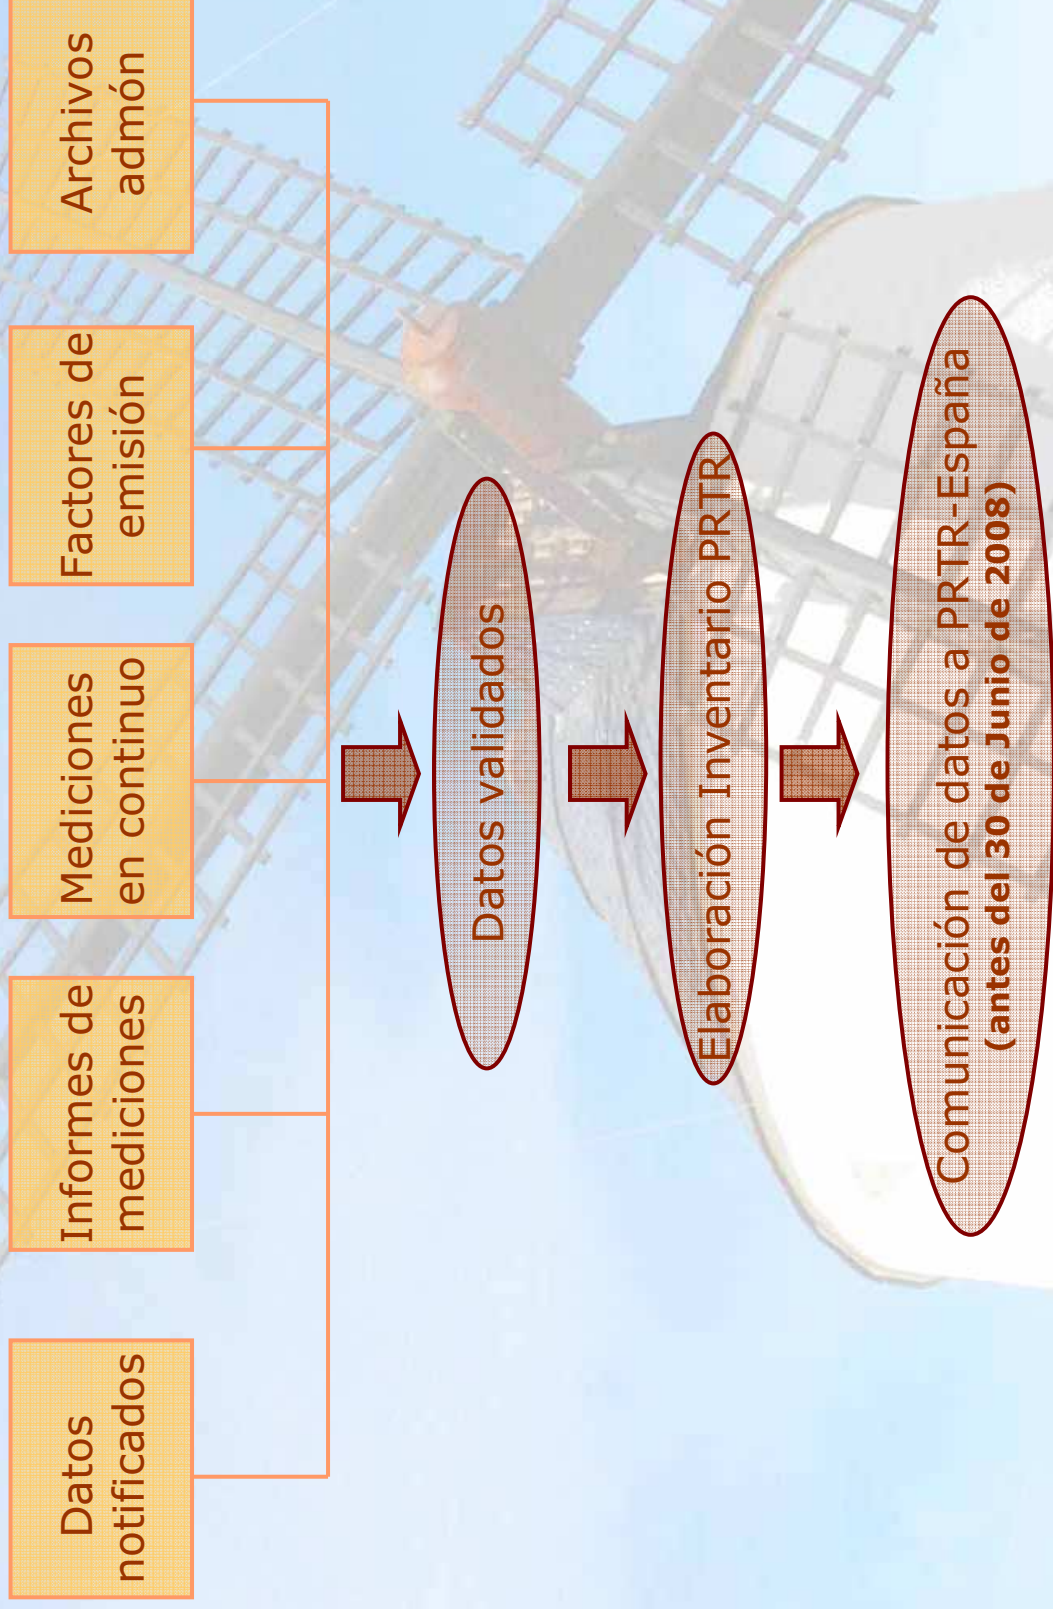 Datos
notificados
Informes de
mediciones
Mediciones
en continuo
Factores de
emisión
Archivos
admón
Datos validados
Elaboración Inventario PRTR
Comunicación de datos a PRTR-España
(antes del 30 de Junio de 2008)